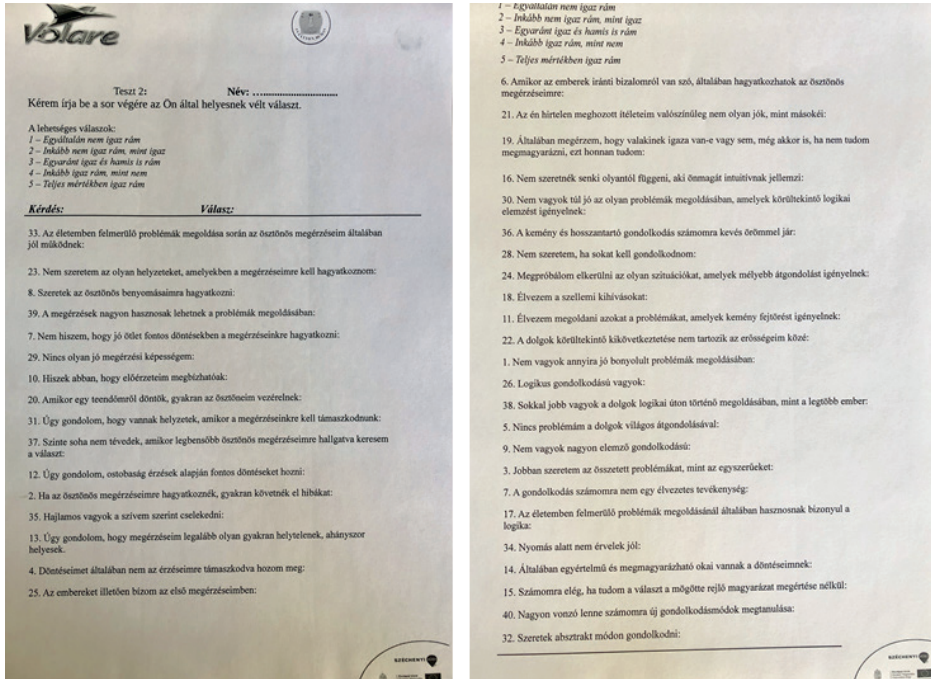 Volare
Teszt 2:
Név: ..............................
Kérem írja be a sor végére az Ön által helyesnek vélt választ.
A lehetséges válaszok:
1 – Egyáltalán nem igaz rám
2 – Inkább nem igaz rám, mint igaz
3 – Egyaránt igaz és hamis is rám
4 – Inkább igaz rám, mint nem
5 – Teljes mértékben igaz rám
Kérdés: Válasz:
33. Az életemben felmerülő problémák megoldása során az ösztönös megérzéseim általában
jól működnek:
23. Nem szeretem az olyan helyzeteket, amelyekben a megérzéseimre kell hagyatkoznom:
8. Szeretek az ösztönös benyomásaimra hagyatkozni:
39. A megérzések nagyon hasznosak lehetnek a problémák megoldásában:
7. Nem hiszem, hogy jó ötlet fontos döntésekben a megérzéseinkre hagyatkozni:
29. Nincs olyan jó megérzési képességem:
10. Hiszek abban, hogy előérzeteim megbízhatóak:
20. Amikor egy teendőmről döntök, gyakran az ösztöneim vezérelnek:
31. Úgy gondolom, hogy vannak helyzetek, amikor a megérzéseinkre kell támaszkodnunk:
37. Szinte soha nem tévedek, amikor legbensőbb ösztönös megérzéseimre hallgatva keresem
a választ:
12. Úgy gondolom, ostobaság érzések alapján fontos döntéseket hozni:
2. Ha az ösztönös megérzéseimre hagyatkoznék, gyakran követnék el hibákat:
35. Hajlamos vagyok a szívem szerint cselekedni:
13. Úgy gondolom, hogy megérzéseim legalább olyan gyakran helytelenek, ahányszor
helyesek.
4. Döntéseimet általában nem az érzéseimre támaszkodva hozom meg:
25. Az embereket illetően bízom az első megérzéseimben:
SZÉCHENYI
1 – Egyáltalán nem igaz rám
2 – Inkább nem igaz rám, mint igaz
3 – Egyaránt igaz és hamis is rám
4 – Inkább igaz rám, mint nem
5 – Teljes mértékben igaz rám
6. Amikor az emberek iránti bizalomról van szó, általában hagyatkozhatok az ösztönös
megérzéseimre:
21. Az én hirtelen meghozott ítéleteim valószínűleg nem olyan jók, mint másokéi:
19. Általában megérzem, hogy valakinek igaza van-e vagy sem, még akkor is, ha nem tudom
megmagyarázni, ezt honnan tudom:
16. Nem szeretnék senki olyantól függeni, aki önmagát intuitívnak jellemzi:
30. Nem vagyok túl jó az olyan problémák megoldásában, amelyek körültekintő logikai
elemzést igényelnek:
36. A kemény és hosszantartó gondolkodás számomra kevés örömmel jár:
28. Nem szeretem, ha sokat kell gondolkodnom:
24. Megpróbálom elkerülni az olyan szituációkat, amelyek mélyebb átgondolást igényelnek:
18. Élvezem a szellemi kihívásokat:
11. Élvezem megoldani azokat a problémákat, amelyek kemény fejtörést igényelnek:
22. A dolgok körültekintő kikövetkeztetése nem tartozik az erősségeim közé:
1. Nem vagyok annyira jó bonyolult problémák megoldásában:
26. Logikus gondolkodású vagyok:
38. Sokkal jobb vagyok a dolgok logikai úton történő megoldásában, mint a legtöbb ember:
5. Nincs problémám a dolgok világos átgondolásával:
9. Nem vagyok nagyon elemző gondolkodású:
3. Jobban szeretem az összetett problémákat, mint az egyszerűeket:
7. A gondolkodás számomra nem egy élvezetes tevékenység:
17. Az életemben felmerülő problémák megoldásánál általában hasznosnak bizonyul a
logika:
34. Nyomás alatt nem érvelek jól:
14. Általában egyértelmű és megmagyarázható okai vannak a döntéseimnek:
15. Számomra elég, ha tudom a választ a mögötte rejlő magyarázat megértése nélkül:
40. Nagyon vonzó lenne számomra új gondolkodásmódok megtanulása:
32. Szeretek absztrakt módon gondolkodni:
SZÉCHENYI